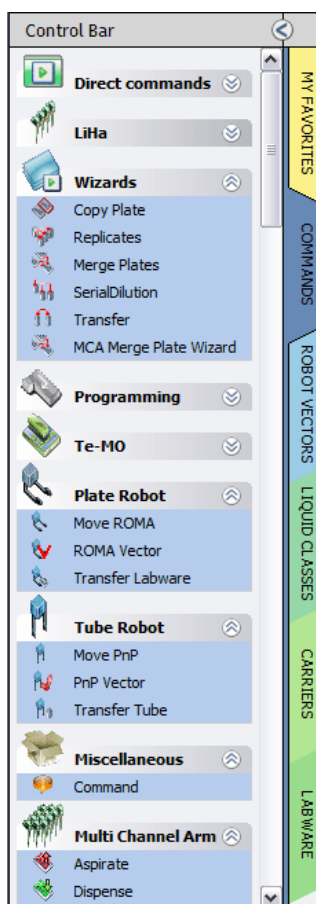 Control Bar
Direct commands
LiHa
Wizards
Copy Plate
Replicates
Merge Plates
SerialDilution
Transfer
MCA Merge Plate Wizard
Programming
Te-MO
Plate Robot
Move ROMA
ROMA Vector
Transfer Labware
Tube Robot
Move PnP
PnP Vector
Transfer Tube
Miscellaneous
Command
Multi Channel Arm
Aspirate
Dispense
MY FAVORITES
COMMANDS
ROBOT VECTORS
LIQUID CLASSES
CARRIERS
LABWARE